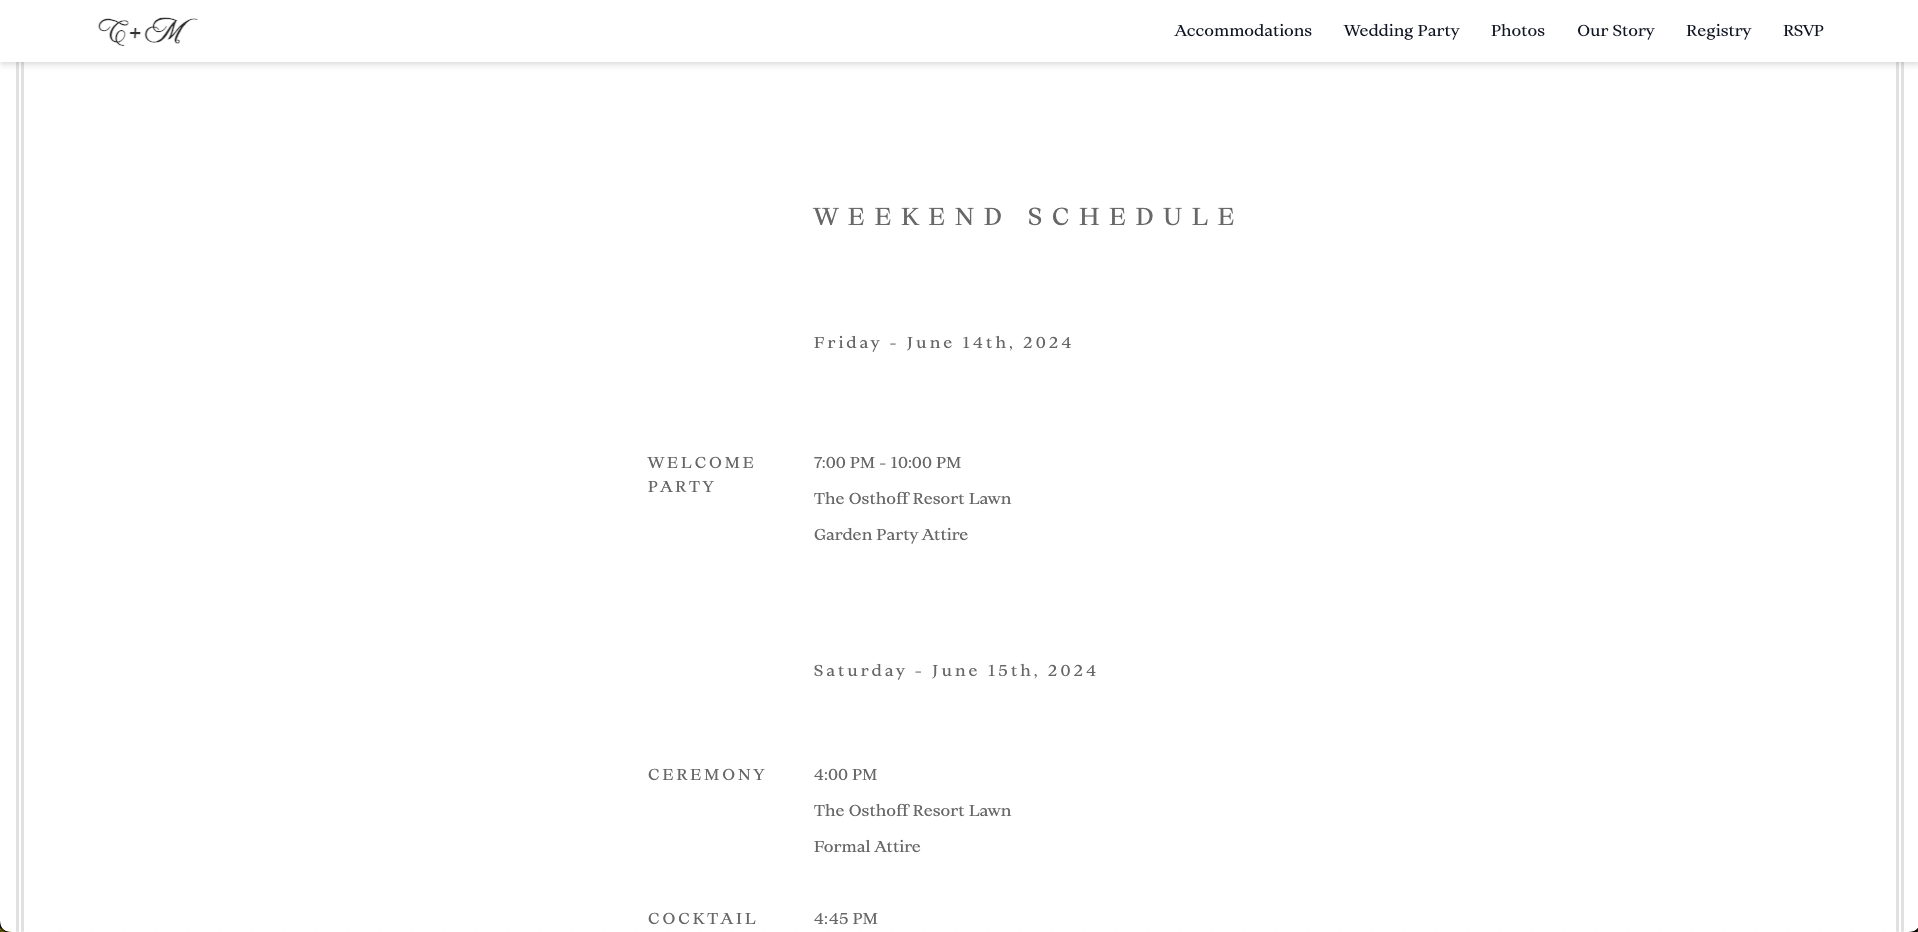 C+M
Accommodations Wedding Party Photos Our Story Registry RSVP
WEEKEND SCHEDULE
Friday - June 14th, 2024
WELCOME PARTY
7:00 PM - 10:00 PM
The Osthoff Resort Lawn
Garden Party Attire
Saturday - June 15th, 2024
CEREMONY
4:00 PM
The Osthoff Resort Lawn
Formal Attire
COCKTAIL
4:45 PM